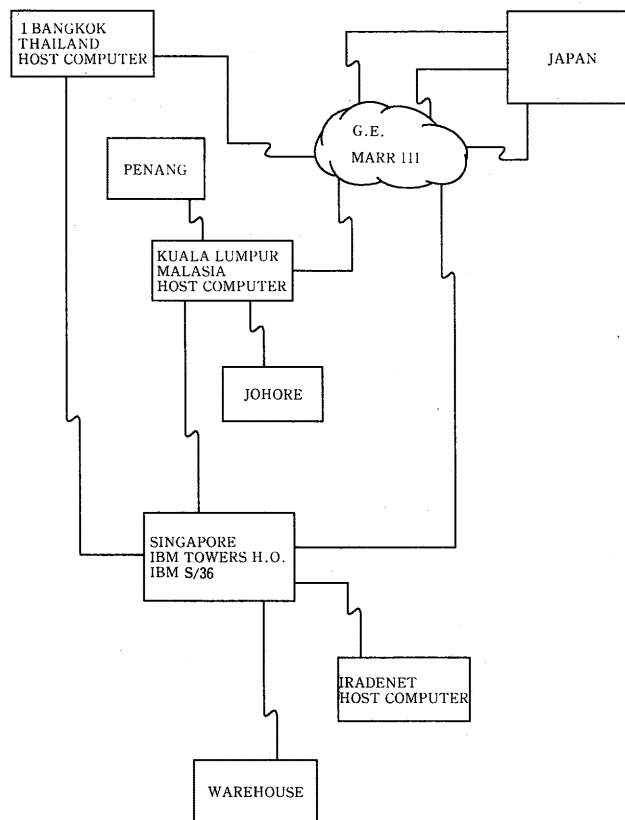 1 BANGKOK
THAILAND
HOST COMPUTER
JAPAN
G.E.
MARR 111
PENANG
KUALA LUMPUR
MALASIA
HOST COMPUTER
JOHORE
SINGAPORE
IBM TOWERS H.O.
IBM S/36
IRADENET
HOST COMPUTER
WAREHOUSE